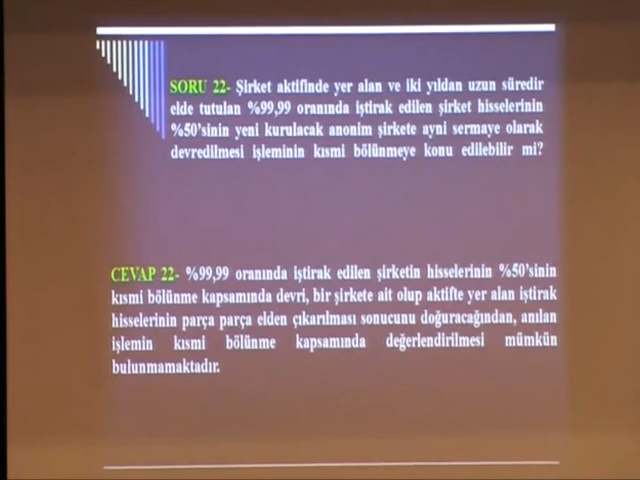 SORU 22- Şirket aktifinde yer alan ve iki yıldan uzun süredir
elde tutulan %99,99 oranında iştirak edilen şirket hisselerinin
%50'sinin yeni kurulacak anonim şirkete ayni sermaye olarak
devredilmesi işleminin kısmi bölünmeye konu edilebilir mi?
CEVAP 22- %99,99 oranında iştirak edilen şirketin hisselerinin %50'sinin
kısmi bölünme kapsamında devri, bir şirkete ait olup aktifte yer alan iştirak
hisselerinin parça parça elden çıkarılması sonucunu doğuracağından, anılan
işlemin kısmi bölünme kapsamında değerlendirilmesi mümkün
bulunmamaktadır.